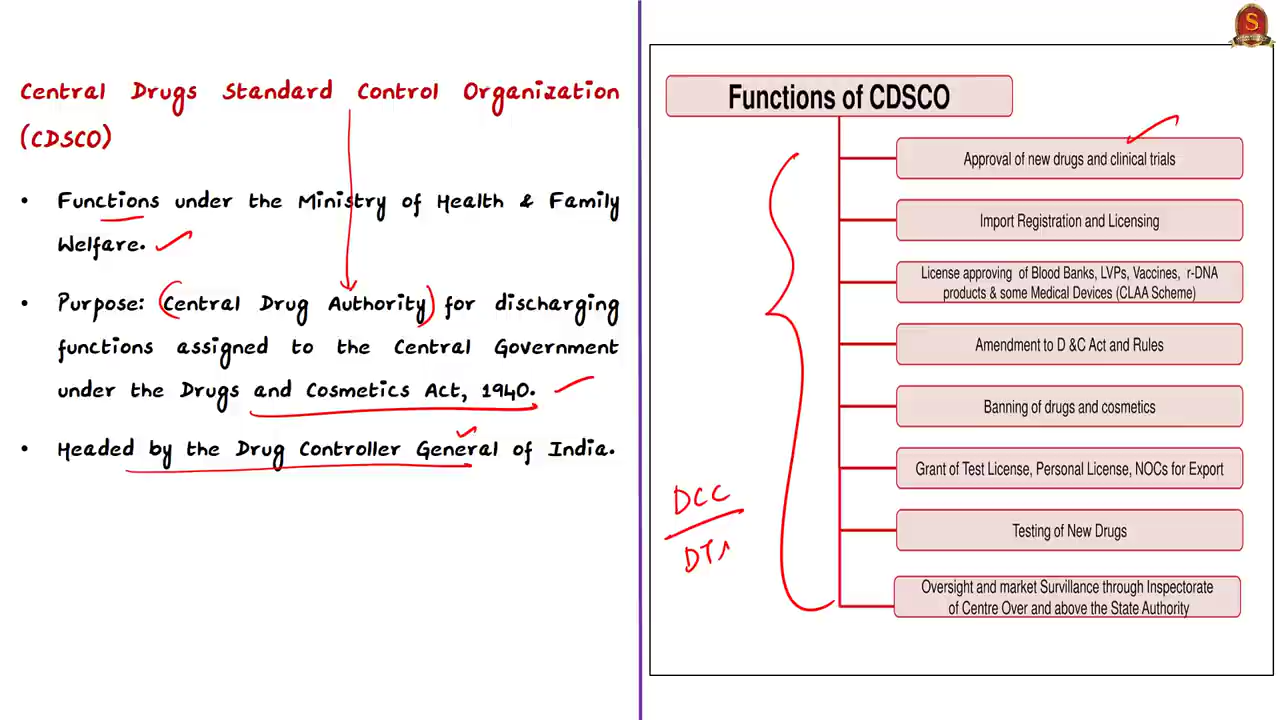 Central Drugs Standard Control Organization
(CDSCO)
• Functions under the Ministry of Health & Family
Welfare.
• Purpose: (Central Drug Authority) for discharging
functions assigned to the Central Government
under the Drugs and Cosmetics Act, 1940.
• Headed by the Drug Controller General of India.
S
Functions of CDSCO
Approval of new drugs and clinical trials
Import Registration and Licensing
License approving of Blood Banks, LVPs, Vaccines, r-DNA
products & some Medical Devices (CLAA Scheme)
Amendment to D &C Act and Rules
Banning of drugs and cosmetics
Grant of Test License, Personal License, NOCs for Export
Testing of New Drugs
Oversight and market Survillance through Inspectorate
of Centre Over and above the State Authority
DCC